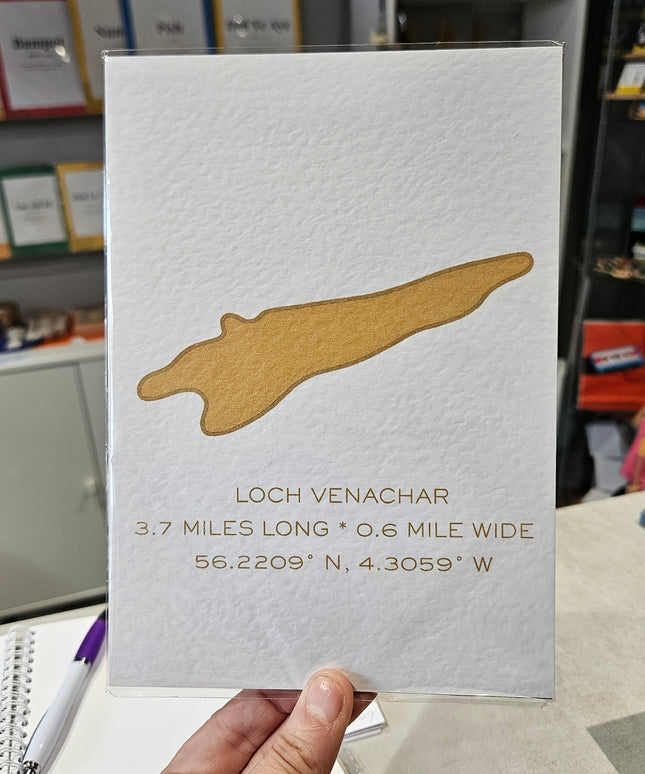 LOCH VENACHAR
3.7 MILES LONG * 0.6 MILE WIDE
56.2209° N, 4.3059° W